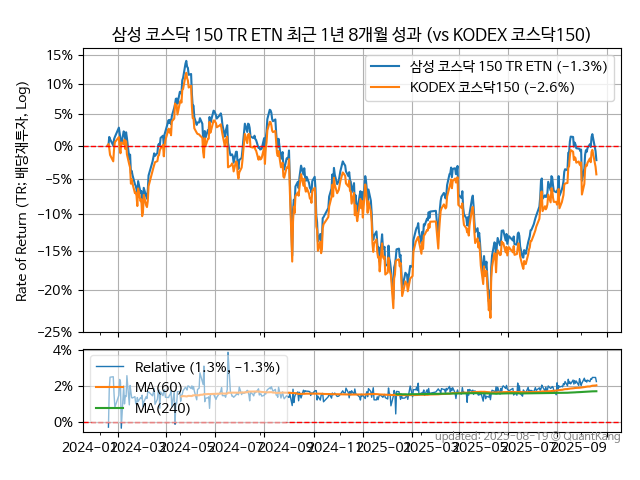 삼성 코스닥 150 TR ETN 최근 1년 8개월 성과 (vs KODEX 코스닥150)
Rate of Return (TR: 배당재투자, Log)
15%
10%
5%
0%
−5%
−10%
−15%
−20%
−25%
삼성 코스닥 150 TR ETN (−1.3%)
KODEX 코스닥150 (−2.6%)
4%
2%
0%
Relative (1.3%, −1.3%)
MA(60)
MA(240)
2024-01 2024-03 2024-05 2024-07 2024-09 2024-11 2025-01 2025-03 2025-05 2025-07 2025-09
updated: 2025-08-19 © QuantKang